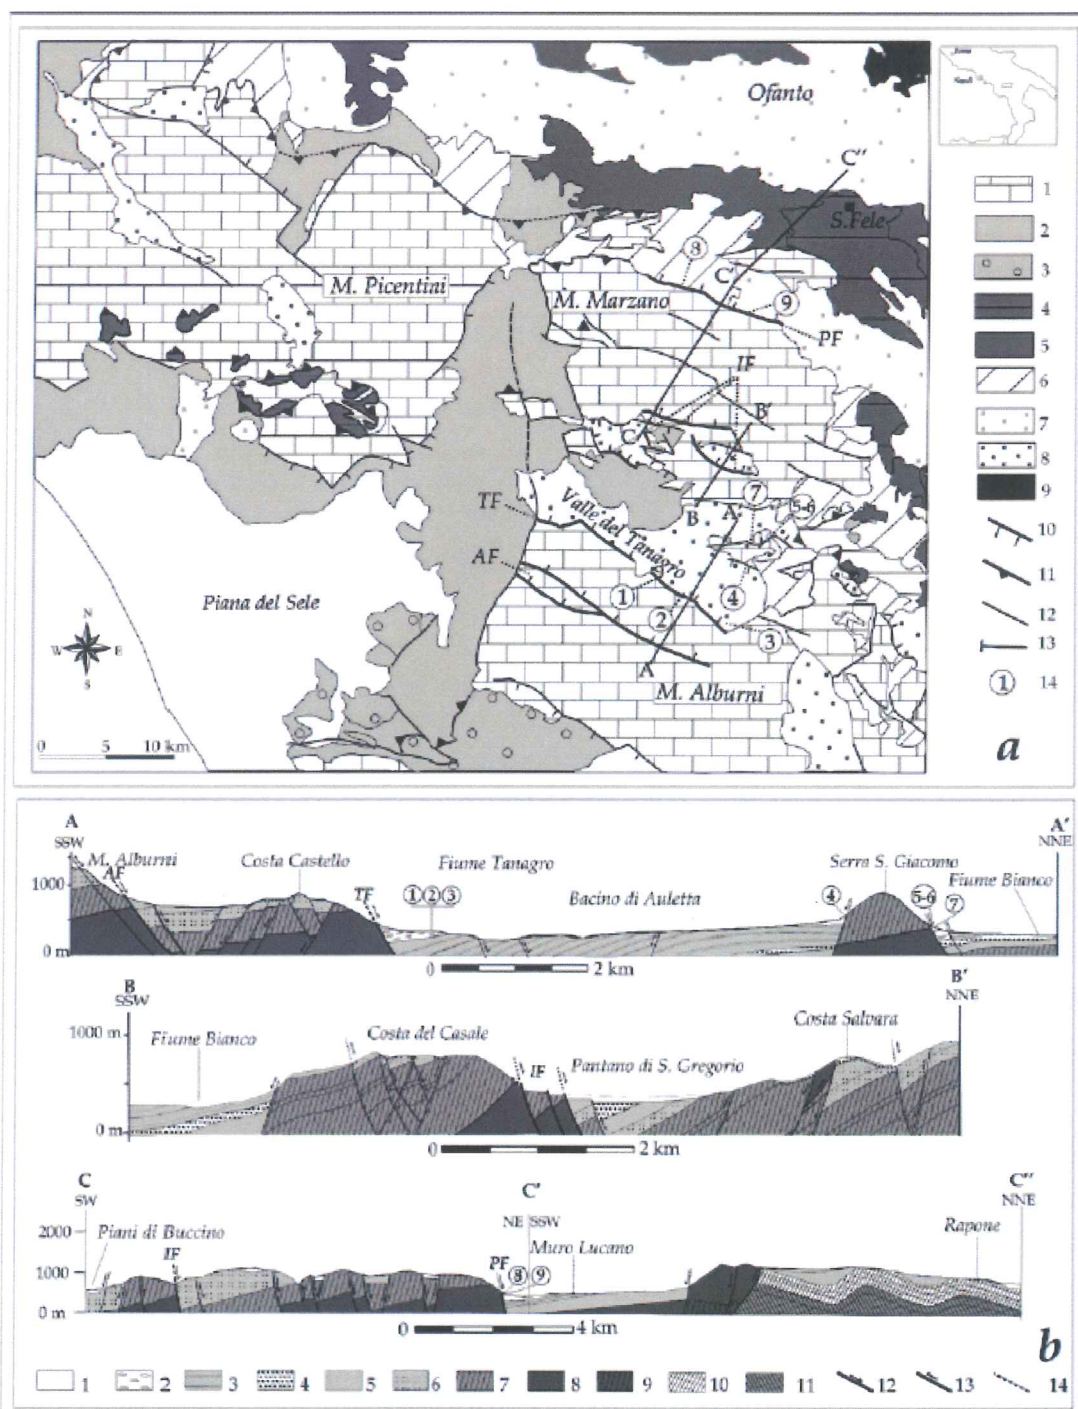 Ofanto
C''
S.Fele
8
M. Picentini
C'
M. Marzano
9
PF
IF
B'
C
7
TF
Valle del Tanagro
B
A'
5-6
AF
1
Piana del Sele
4
2
3
N
W E
S
A
M. Alburni
0 5 10 km
1
2
3
4
5
6
7
8
9
10
11
12
13
1 14
a
A
SSW
M. Alburni
AF
Costa Castello
Fiume Tanagro
TF
1 2 3
Bacino di Auletta
Serra S. Giacomo
4
5-6
7
Fiume Bianco
A'
NNE
1000
0 m
0 2 km
B
SSW
1000 m
Fiume Bianco
Costa del Casale
IF
Pantano di S. Gregorio
Costa Salvara
B'
NNE
0 m
0 2 km
C
SW
2000
Piani di Buccino
IF
C'
NE SSW
Muro Lucano
PF
8 9
C''
NNE
Rapone
1000
0 m
0 4 km
b
1 2 3 4 5 6 7 8 9 10 11 12 13 14